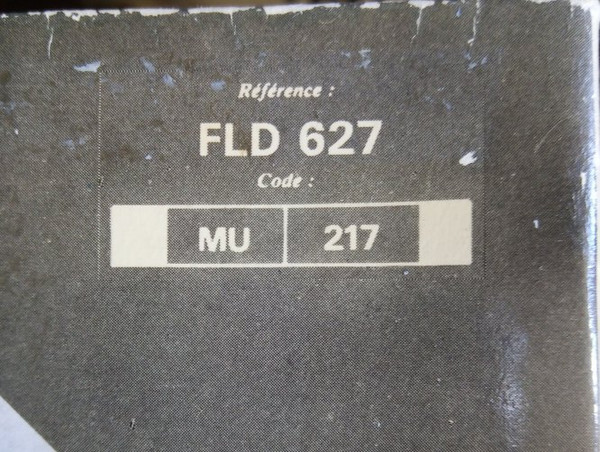 Référence :
FLD 627
Code :
MU 217